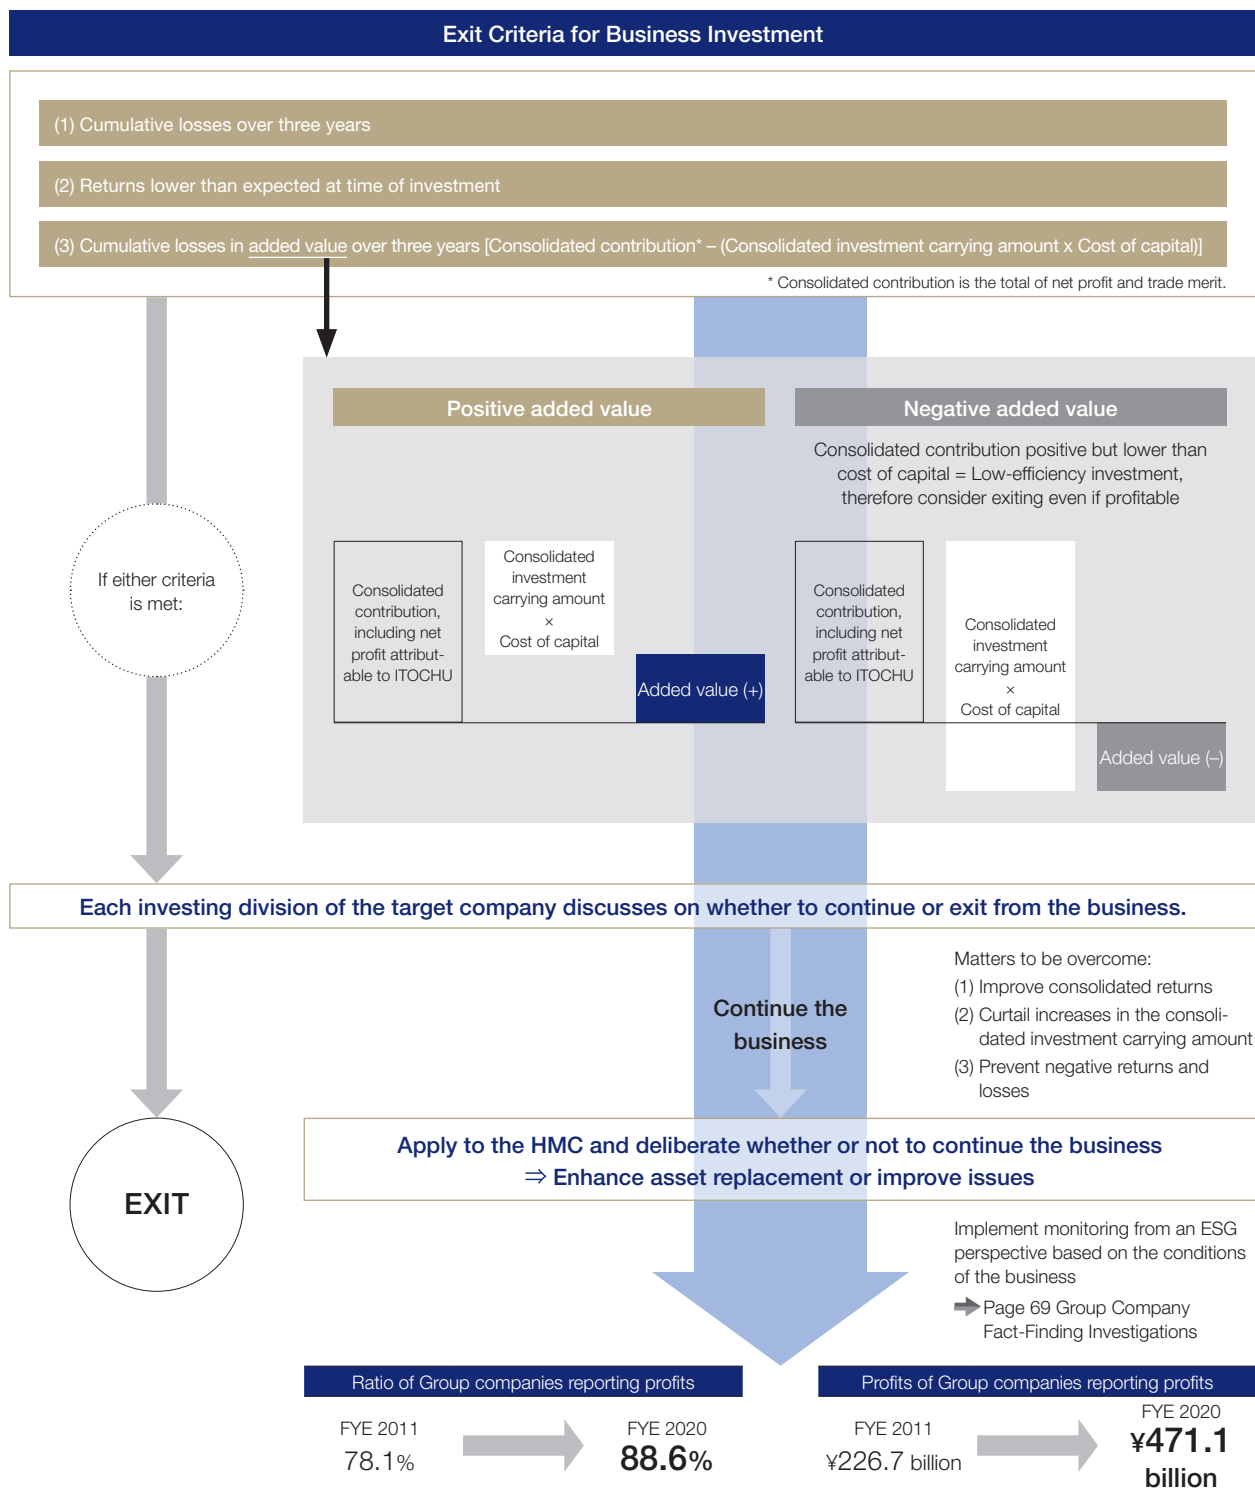 Exit Criteria for Business Investment
(1) Cumulative losses over three years
(2) Returns lower than expected at time of investment
(3) Cumulative losses in added value over three years [Consolidated contribution* – (Consolidated investment carrying amount x Cost of capital)]
* Consolidated contribution is the total of net profit and trade merit.
Positive added value
Negative added value
Consolidated contribution positive but lower than
cost of capital = Low-efficiency investment,
therefore consider exiting even if profitable
If either criteria
is met:
Consolidated
contribution,
including net
profit attribut-
able to ITOCHU
Consolidated
investment
carrying amount
×
Cost of capital
Added value (+)
Consolidated
contribution,
including net
profit attribut-
able to ITOCHU
Consolidated
investment
carrying amount
×
Cost of capital
Added value (–)
Each investing division of the target company discusses on whether to continue or exit from the business.
Continue the
business
Matters to be overcome:
(1) Improve consolidated returns
(2) Curtail increases in the consoli-
dated investment carrying amount
(3) Prevent negative returns and
losses
EXIT
Apply to the HMC and deliberate whether or not to continue the business
⇒ Enhance asset replacement or improve issues
Implement monitoring from an ESG
perspective based on the conditions
of the business
Page 69 Group Company
Fact-Finding Investigations
Ratio of Group companies reporting profits
FYE 2011
78.1%
FYE 2020
88.6%
Profits of Group companies reporting profits
FYE 2011
¥226.7 billion
FYE 2020
¥471.1
billion